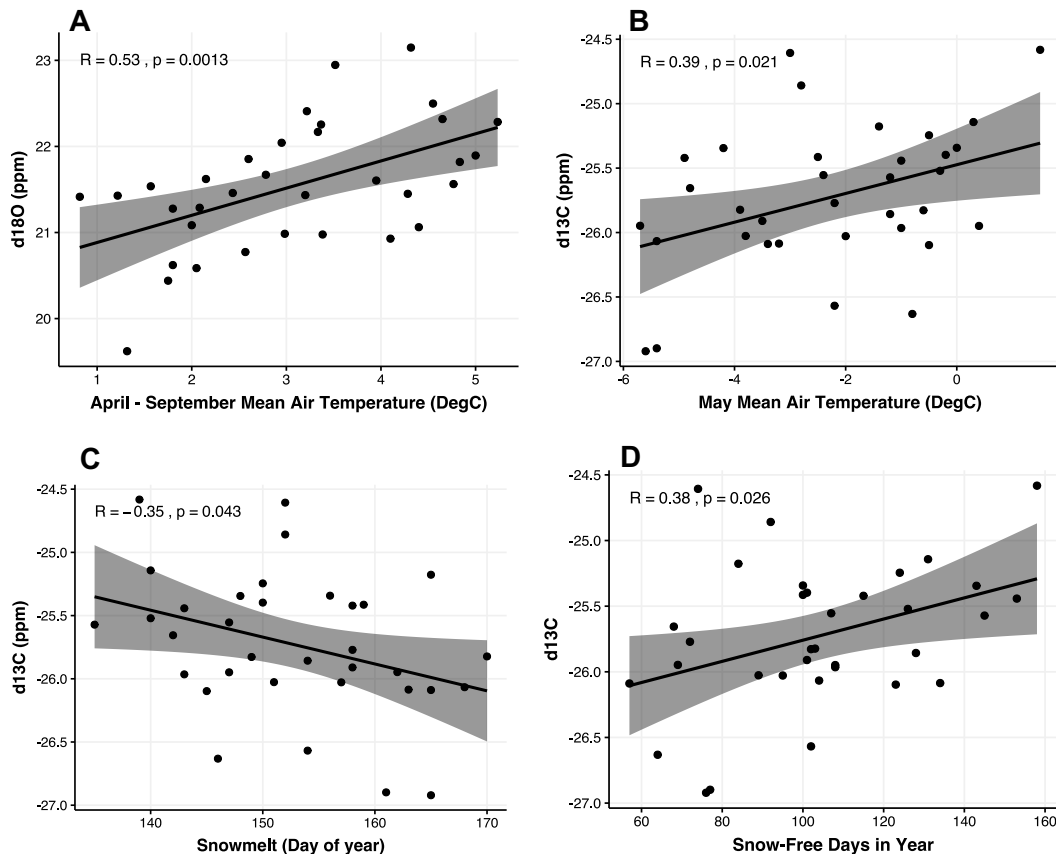 A
R = 0.53 , p = 0.0013
d18O (ppm)
23
22
21
20
1 2 3 4 5
April - September Mean Air Temperature (DegC)
B
R = 0.39 , p = 0.021
d13C (ppm)
-24.5
-25.0
-25.5
-26.0
-26.5
-27.0
-6 -4 -2 0
May Mean Air Temperature (DegC)
C
R = −0.35 , p = 0.043
d13C (ppm)
-24.5
-25.0
-25.5
-26.0
-26.5
-27.0
140 150 160 170
Snowmelt (Day of year)
D
R = 0.38 , p = 0.026
d13C
-24.5
-25.0
-25.5
-26.0
-26.5
-27.0
60 80 100 120 140 160
Snow-Free Days in Year